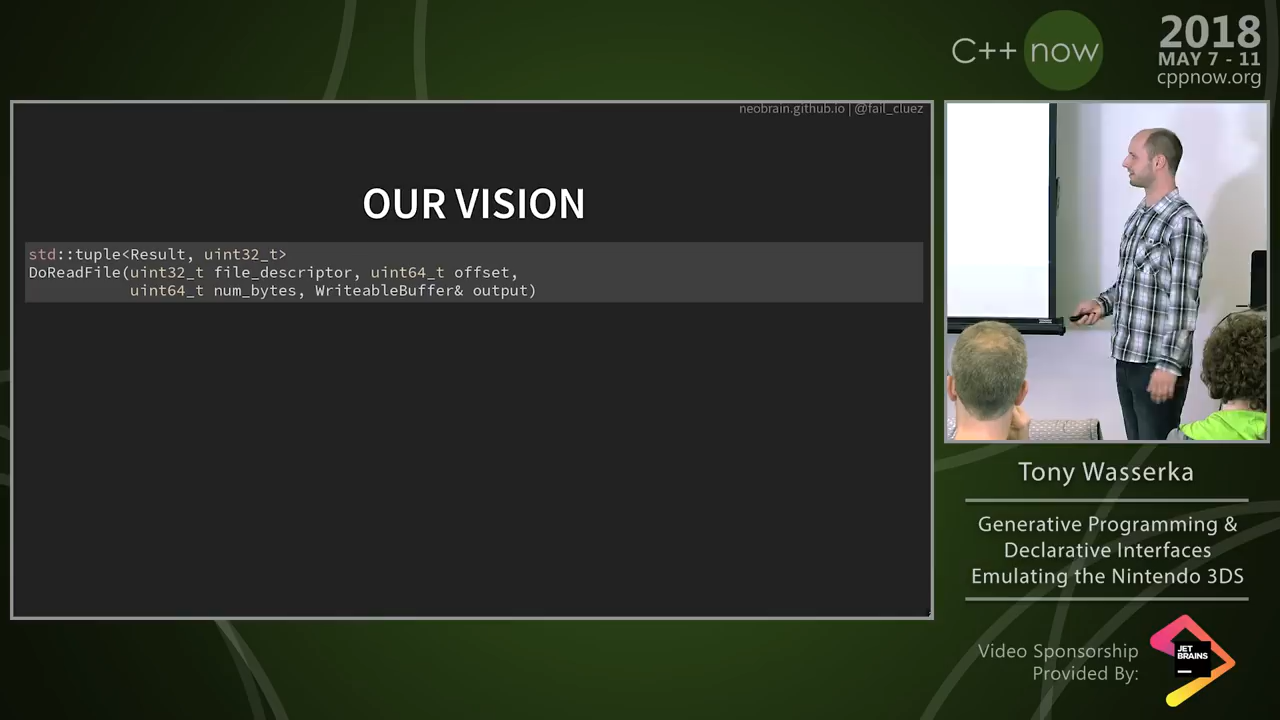 C++ now
2018
MAY 7 - 11
cppnow.org
neobrain.github.io | @fail_cluez
OUR VISION
std::tuple<Result, uint32_t>
DoReadFile(uint32_t file_descriptor, uint64_t offset,
uint64_t num_bytes, WriteableBuffer& output)
Tony Wasserka
Generative Programming &
Declarative Interfaces
Emulating the Nintendo 3DS
Video Sponsorship
Provided By:
JET
BRAINS